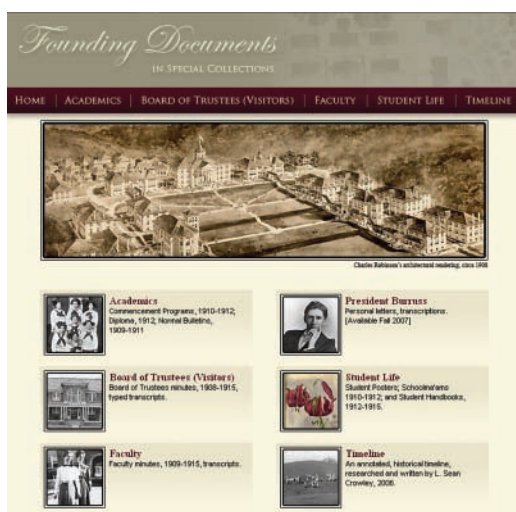 Founding Documents
IN SPECIAL COLLECTIONS
HOME | ACADEMICS | BOARD OF TRUSTEES (VISITORS) | FACULTY | STUDENT LIFE | TIMELINE
Charles Robinson's architectural rendering, circa 1908
Academics
Commencement Programs, 1910-1912;
Diploma, 1912; Normal Bulletins,
1909-1911
President Burruss
Personal letters, transcriptions.
[Available Fall 2007]
Board of Trustees (Visitors)
Board of Trustees minutes, 1908-1915,
typed transcripts.
Student Life
Student Posters; Schoolma'ams
1910-1912; and Student Handbooks,
1912-1915.
Faculty
Faculty minutes, 1909-1915, transcripts.
Timeline
An annotated, historical timeline,
researched and written by L. Sean
Crowley, 2006.